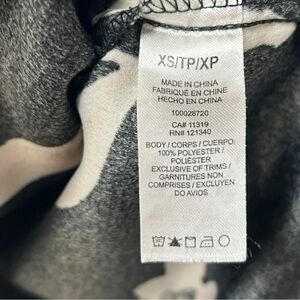 XS/TP/XP
MADE IN CHINA
FABRIQUÉ EN CHINE
HECHO EN CHINA
100028720
CA# 11319
RN# 121340
BODY / CORPS / CUERPO:
100% POLYESTER /
POLIÉSTER
EXCLUSIVE OF TRIMS /
GARNITURES NON
COMPRISES / EXCLUYEN
DO AVIOS